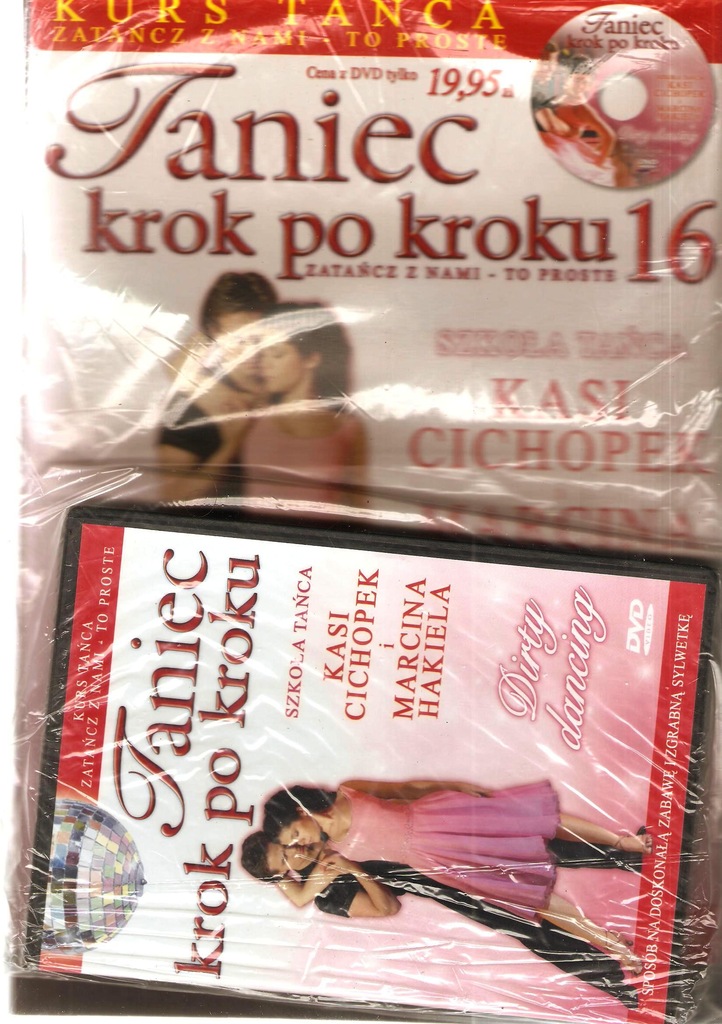 KURS TAŃCA
ZATAŃCZ Z NAMI - TO PROSTE
Cena z DVD tylko 19,95 zł
Taniec
krok po kroku 16
ZATAŃCZ Z NAMI - TO PROSTE
Taniec
krok po kroku
SZKOŁA TAŃCA
KASI
CICHOPEK
MARCINA
KURS TAŃCA
ZATAŃCZ Z NAMI - TO PROSTE
Taniec
krok po kroku
SZKOŁA TAŃCA
KASI
CICHOPEK
i
MARCINA
HAKIELA
Dirty
dancing
DVD
VIDEO
SPOSÓB NA DOSKONAŁĄ ZABAWĘ I ZGRABNĄ SYLWETKĘ